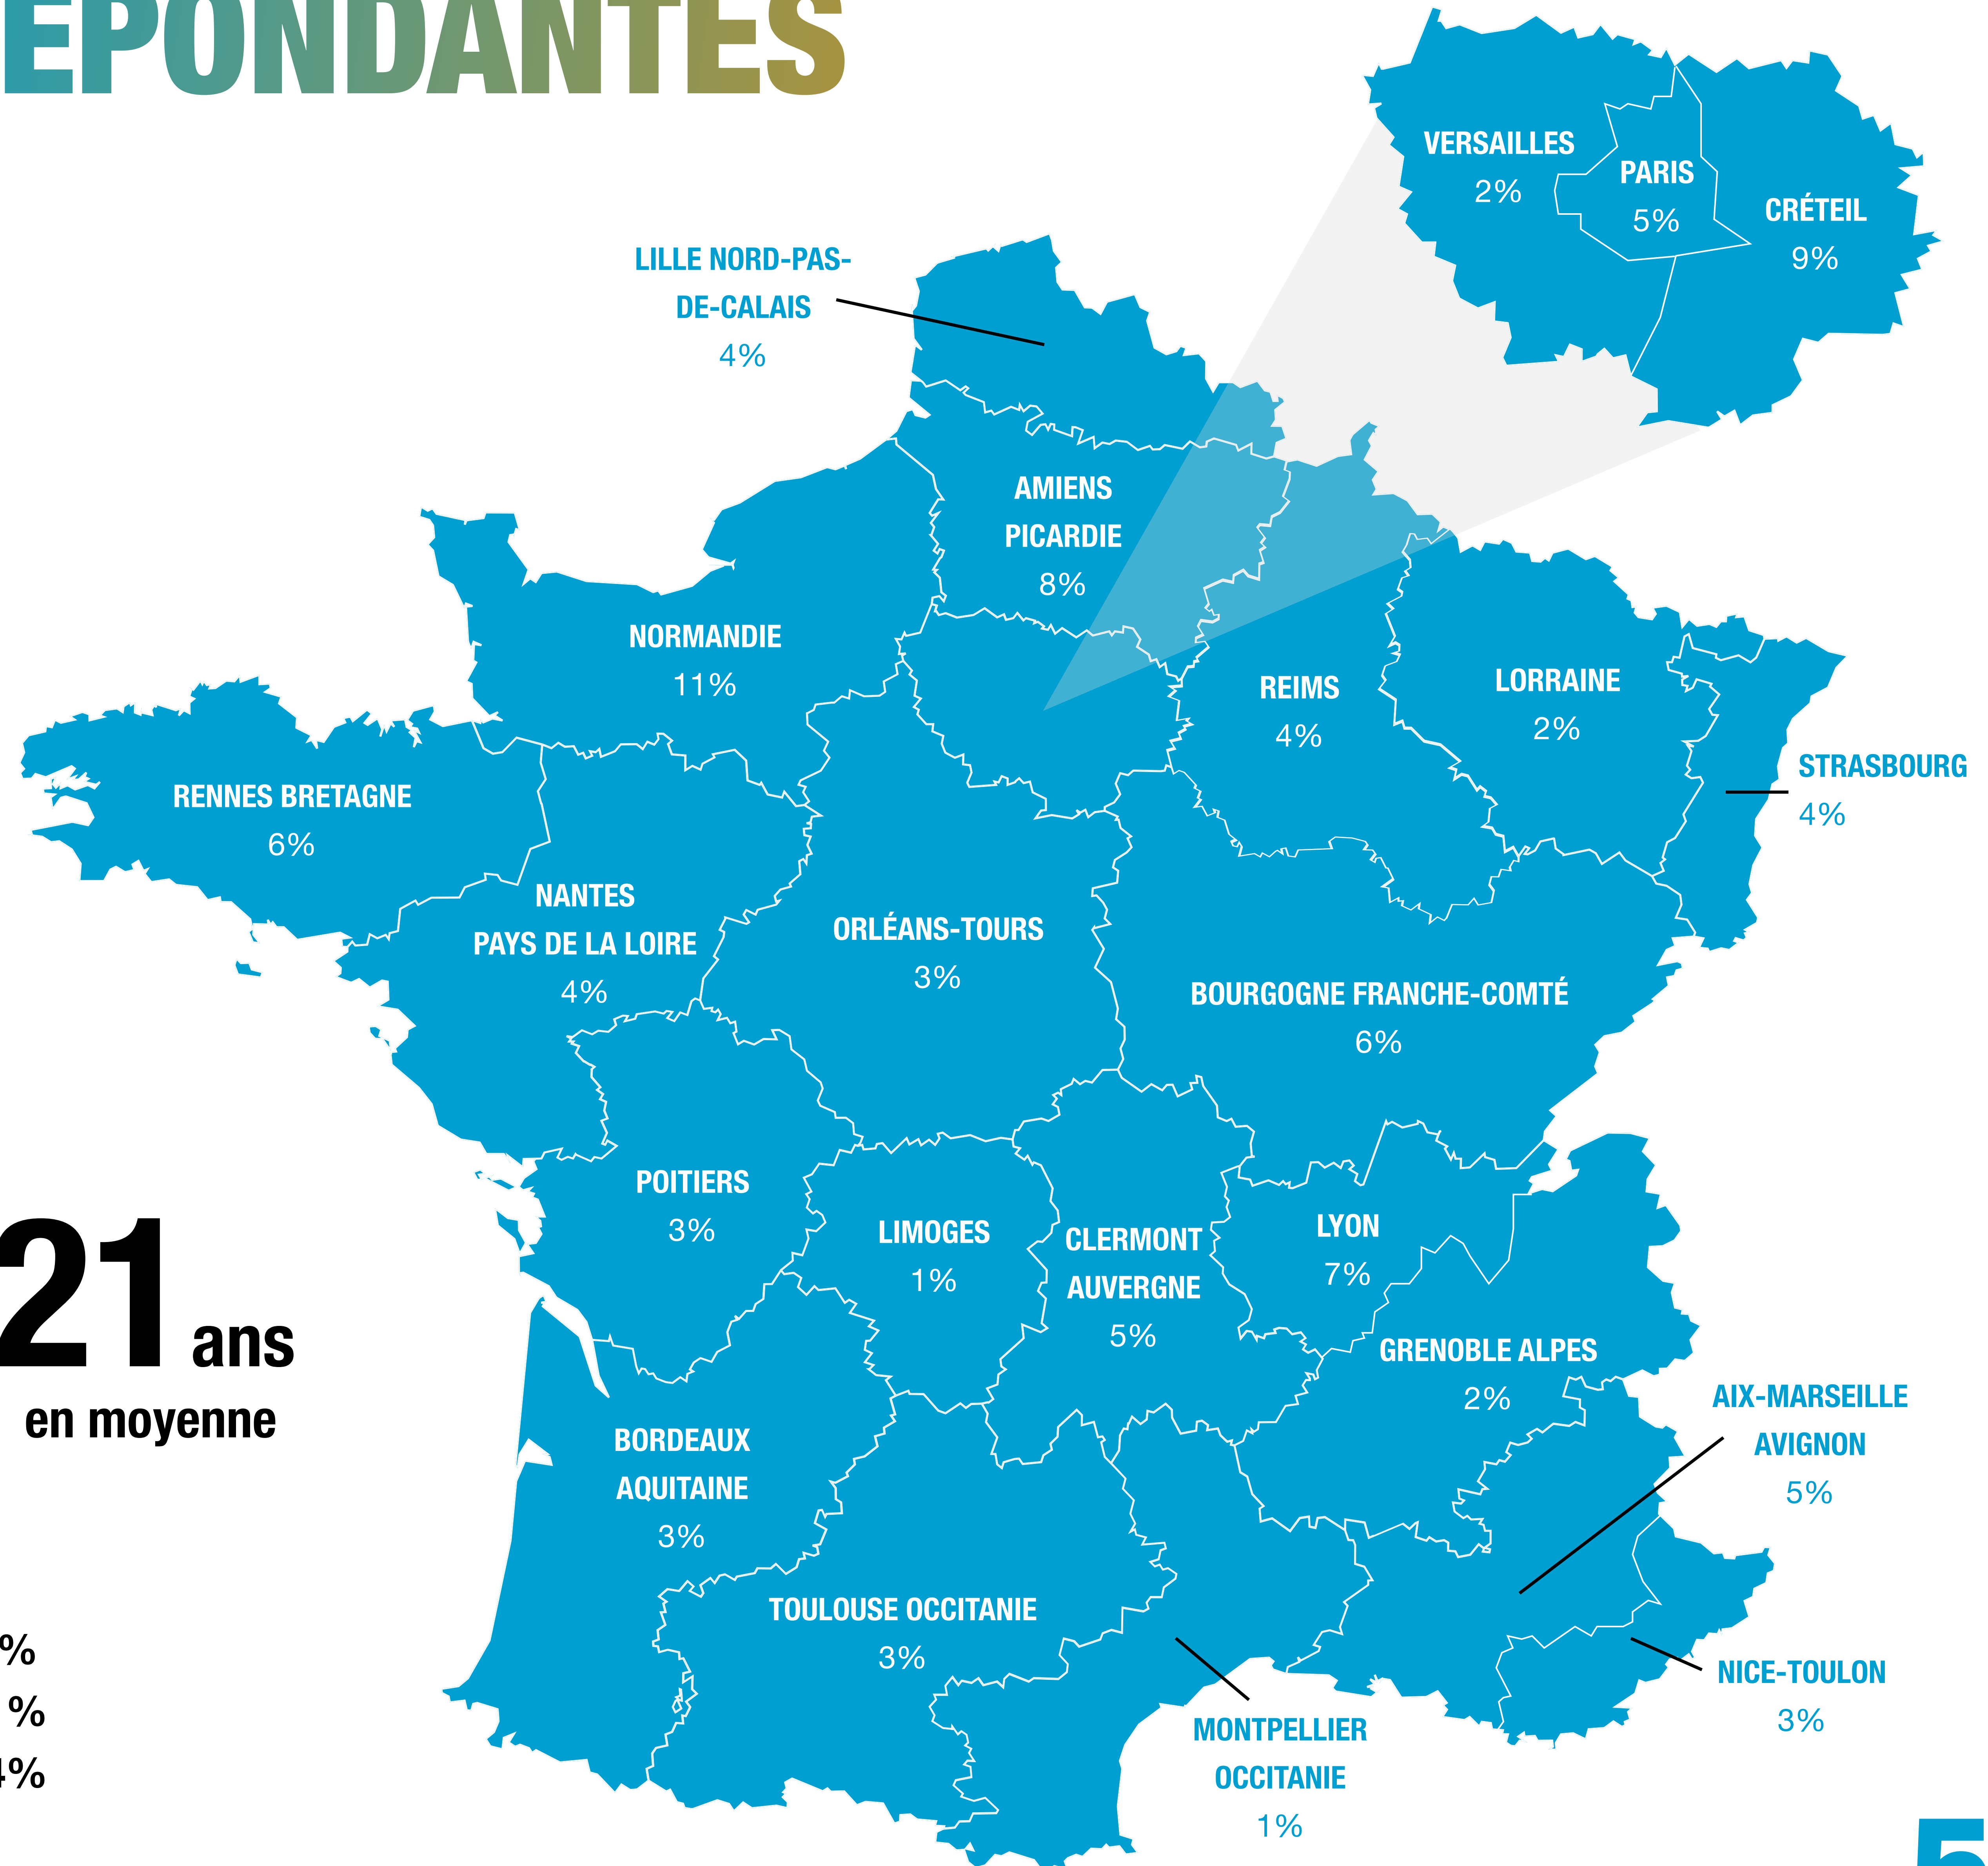 EPONDANTES
VERSAILLES
2%
PARIS
5%
CRÉTEIL
9%
LILLE NORD-PAS-
DE-CALAIS
4%
AMIENS
PICARDIE
8%
NORMANDIE
11%
REIMS
4%
LORRAINE
2%
STRASBOURG
4%
RENNES BRETAGNE
6%
NANTES
PAYS DE LA LOIRE
4%
ORLÉANS-TOURS
3%
BOURGOGNE FRANCHE-COMTÉ
6%
POITIERS
3%
LIMOGES
1%
CLERMONT
AUVERGNE
5%
LYON
7%
GRENOBLE ALPES
2%
21 ans
en moyenne
AIX-MARSEILLE
AVIGNON
5%
BORDEAUX
AQUITAINE
3%
TOULOUSE OCCITANIE
3%
NICE-TOULON
3%
MONTPELLIER
OCCITANIE
1%
%
%
4%